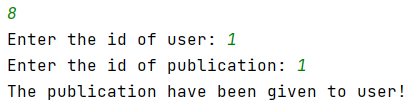 8
Enter the id of user: 1
Enter the id of publication: 1
The publication have been given to user!